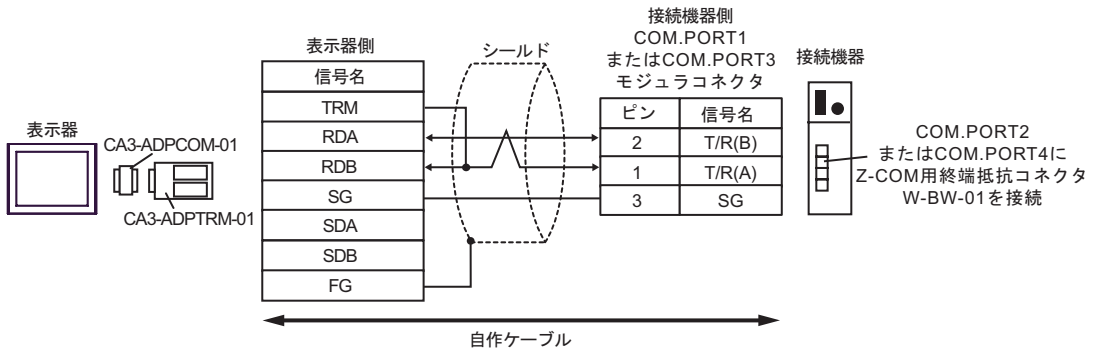 表示器
CA3-ADPCOM-01
CA3-ADPTRM-01
表示器側
信号名
TRM
RDA
RDB
SG
SDA
SDB
FG
シールド
接続機器側
COM.PORT1
またはCOM.PORT3
モジュラコネクタ
ピン 信号名
2 T/R(B)
1 T/R(A)
3 SG
接続機器
COM.PORT2
またはCOM.PORT4に
Z-COM用終端抵抗コネクタ
W-BW-01を接続
自作ケーブル